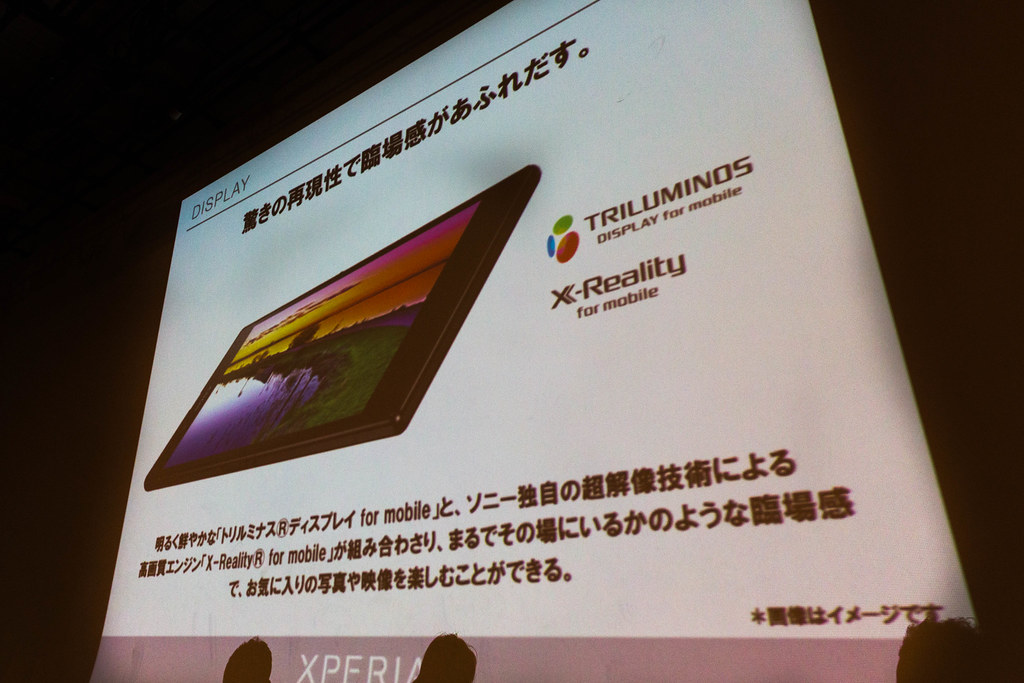 DISPLAY
驚きの再現性で臨場感があふれだす。
TRILUMINOS
DISPLAY for mobile
X-Reality
for mobile
明るく鮮やかな「トリルミナス®ディスプレイ for mobile」と、ソニー独自の超解像技術による
高画質エンジン「X-Reality® for mobile」が組み合わさり、まるでその場にいるかのような臨場感
で、お気に入りの写真や映像を楽しむことができる。
*画像はイメージです
XPERIA